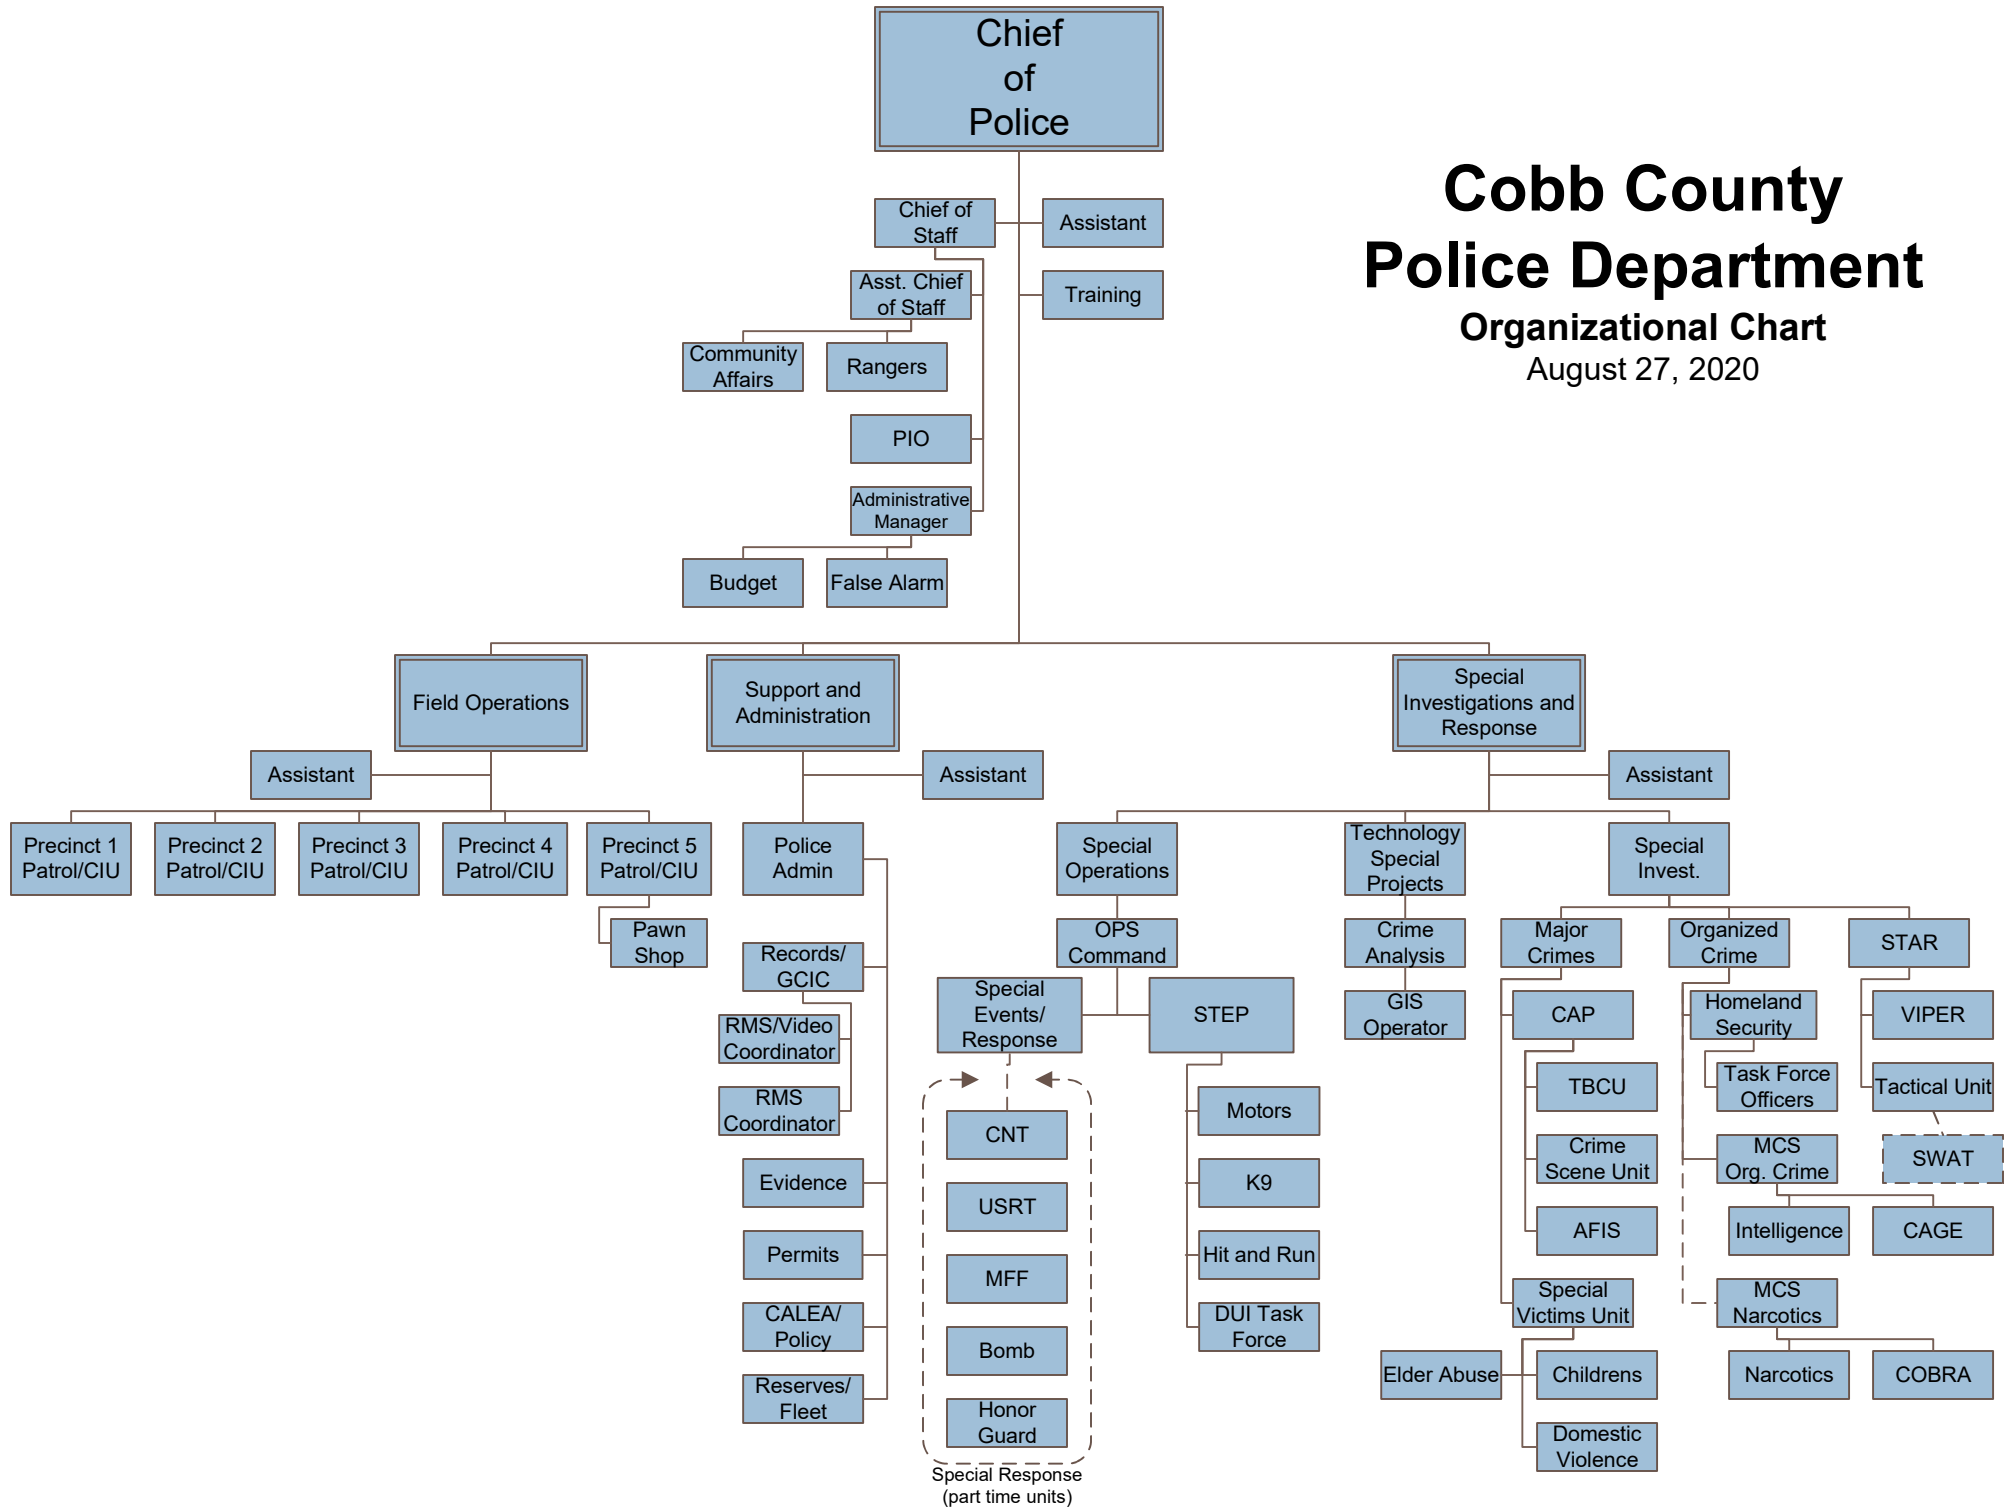 Chief
of
Police
Cobb County
Police Department
Organizational Chart
August 27, 2020
Chief of
Staff
Assistant
Asst. Chief
of Staff
Training
Community
Affairs
Rangers
PIO
Administrative
Manager
Budget
False Alarm
Field Operations
Support and
Administration
Special
Investigations and
Response
Assistant
Assistant
Assistant
Precinct 1
Patrol/CIU
Precinct 2
Patrol/CIU
Precinct 3
Patrol/CIU
Precinct 4
Patrol/CIU
Precinct 5
Patrol/CIU
Pawn
Shop
Police
Admin
Records/
GCIC
RMS/Video
Coordinator
RMS
Coordinator
Evidence
Permits
CALEA/
Policy
Reserves/
Fleet
Special
Operations
OPS
Command
Special
Events/
Response
STEP
CNT
USRT
MFF
Bomb
Honor
Guard
Special Response
(part time units)
Motors
K9
Hit and Run
DUI Task
Force
Technology
Special
Projects
Crime
Analysis
GIS
Operator
Special
Invest.
Major
Crimes
CAP
TBCU
Crime
Scene Unit
AFIS
Special
Victims Unit
Elder Abuse
Childrens
Domestic
Violence
Organized
Crime
Homeland
Security
Task Force
Officers
MCS
Org. Crime
Intelligence
CAGE
MCS
Narcotics
Narcotics
COBRA
STAR
VIPER
Tactical Unit
SWAT